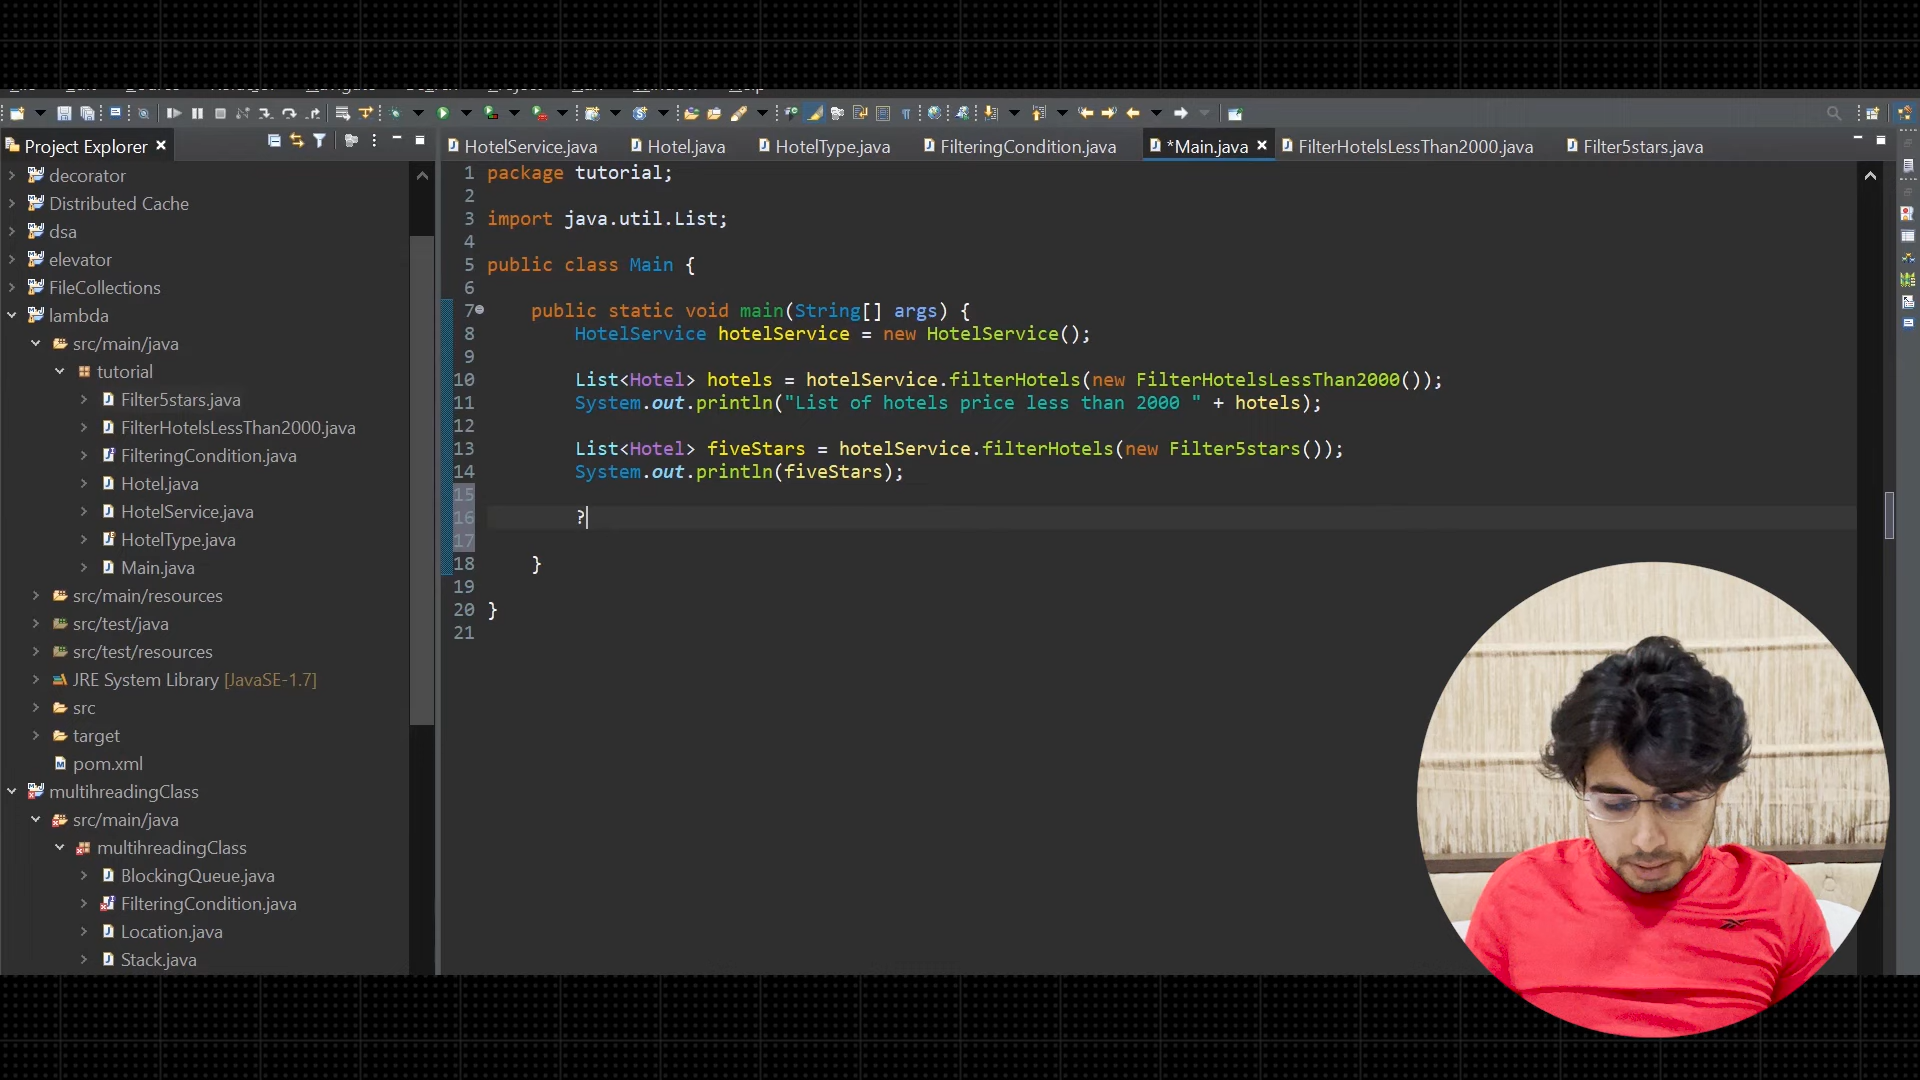 Project Explorer
HotelService.java
Hotel.java
HotelType.java
FilteringCondition.java
*Main.java
FilterHotelsLessThan2000.java
Filter5stars.java
decorator
Distributed Cache
dsa
elevator
FileCollections
lambda
src/main/java
tutorial
Filter5stars.java
FilterHotelsLessThan2000.java
FilteringCondition.java
Hotel.java
HotelService.java
HotelType.java
Main.java
src/main/resources
src/test/java
src/test/resources
JRE System Library [JavaSE-1.7]
src
target
pom.xml
multihreadingClass
src/main/java
multihreadingClass
BlockingQueue.java
FilteringCondition.java
Location.java
Stack.java
1 package tutorial;
2
3 import java.util.List;
4
5 public class Main {
6
7 public static void main(String[] args) {
8 HotelService hotelService = new HotelService();
9
10 List<Hotel> hotels = hotelService.filterHotels(new FilterHotelsLessThan2000());
11 System.out.println("List of hotels price less than 2000 " + hotels);
12
13 List<Hotel> fiveStars = hotelService.filterHotels(new Filter5stars());
14 System.out.println(fiveStars);
15
16 ?
17
18 }
19
20 }
21